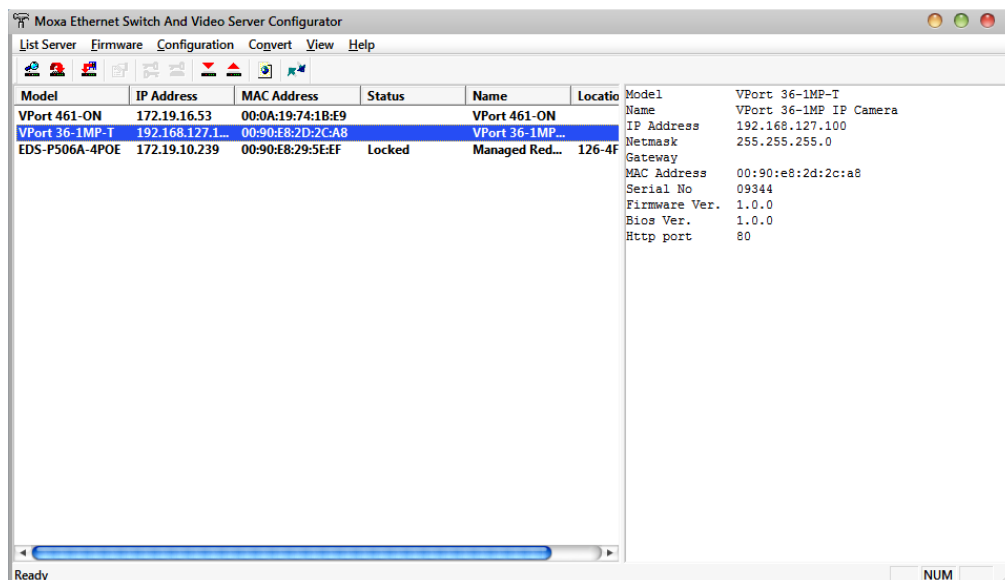 Moxa Ethernet Switch And Video Server Configurator
List Server Firmware Configuration Convert View Help
Model IP Address MAC Address Status Name Locatio
VPort 461-ON 172.19.16.53 00:0A:19:74:1B:E9 VPort 461-ON
VPort 36-1MP-T 192.168.127.1... 00:90:E8:2D:2C:A8 VPort 36-1MP...
EDS-P506A-4POE 172.19.10.239 00:90:E8:29:5E:EF Locked Managed Red... 126-4F
Model VPort 36-1MP-T
Name VPort 36-1MP IP Camera
IP Address 192.168.127.100
Netmask 255.255.255.0
Gateway
MAC Address 00:90:e8:2d:2c:a8
Serial No 09344
Firmware Ver. 1.0.0
Bios Ver. 1.0.0
Http port 80
Ready NUM